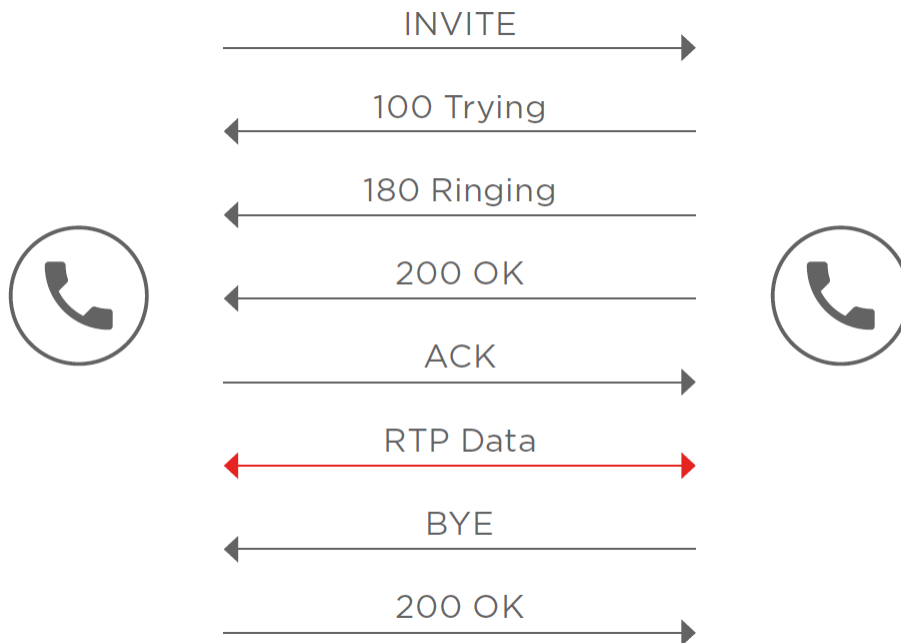 INVITE
100 Trying
180 Ringing
200 OK
ACK
RTP Data
BYE
200 OK